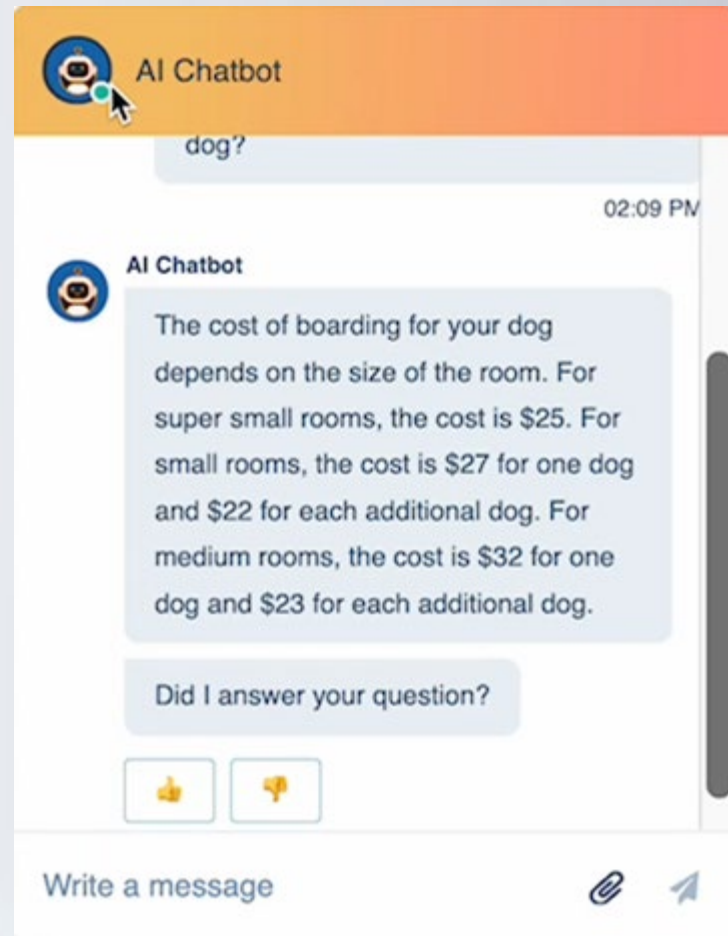 AI Chatbot
dog?
02:09 PM
AI Chatbot
The cost of boarding for your dog
depends on the size of the room. For
super small rooms, the cost is $25. For
small rooms, the cost is $27 for one dog
and $22 for each additional dog. For
medium rooms, the cost is $32 for one
dog and $23 for each additional dog.
Did I answer your question?
Write a message